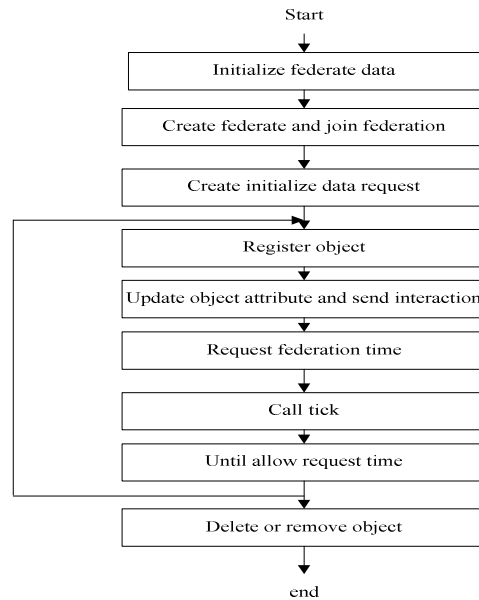 Start
Initialize federate data
Create federate and join federation
Create initialize data request
Register object
Update object attribute and send interaction
Request federation time
Call tick
Until allow request time
Delete or remove object
end